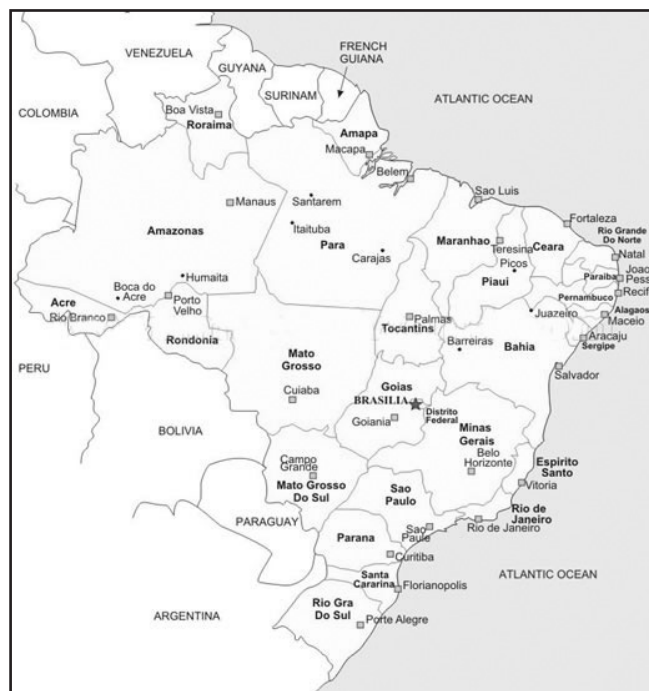 FRENCH
GUIANA
VENEZUELA
GUYANA
SURINAM
COLOMBIA
ATLANTIC OCEAN
Boa Vista
Roraima
Amapa
Macapa
Belem
Sao Luis
Manaus
Santarem
Itaituba
Fortaleza
Amazonas
Para
Maranhao
Teresina
Ceara
Rio Grande
Do Norte
Carajas
Picos
Natal
Humaita
Piaui
Paraiba
Joao
Pess
Boca do
Acre
Acre
Porto
Velho
Pernambuco
Recif
Rio Branco
Palmas
Tocantins
Juazeiro
Alagaos
Maceio
Rondonia
Barreiras
Bahia
Aracaju
Sergipe
PERU
Mato
Grosso
Salvador
Cuiaba
Goias
BRASILIA
Distrito
Federal
Goiania
Minas
Gerais
BOLIVIA
Belo
Horizonte
Campo
Grande
Espirito
Santo
Mato Grosso
Do Sul
Sao
Paulo
Vitoria
Rio de
Janeiro
PARAGUAY
Sao
Paule
Rio de Janeiro
Parana
Curitiba
Santa
Cararina
Florianopolis
ATLANTIC OCEAN
Rio Gra
Do Sul
Porte Alegre
ARGENTINA